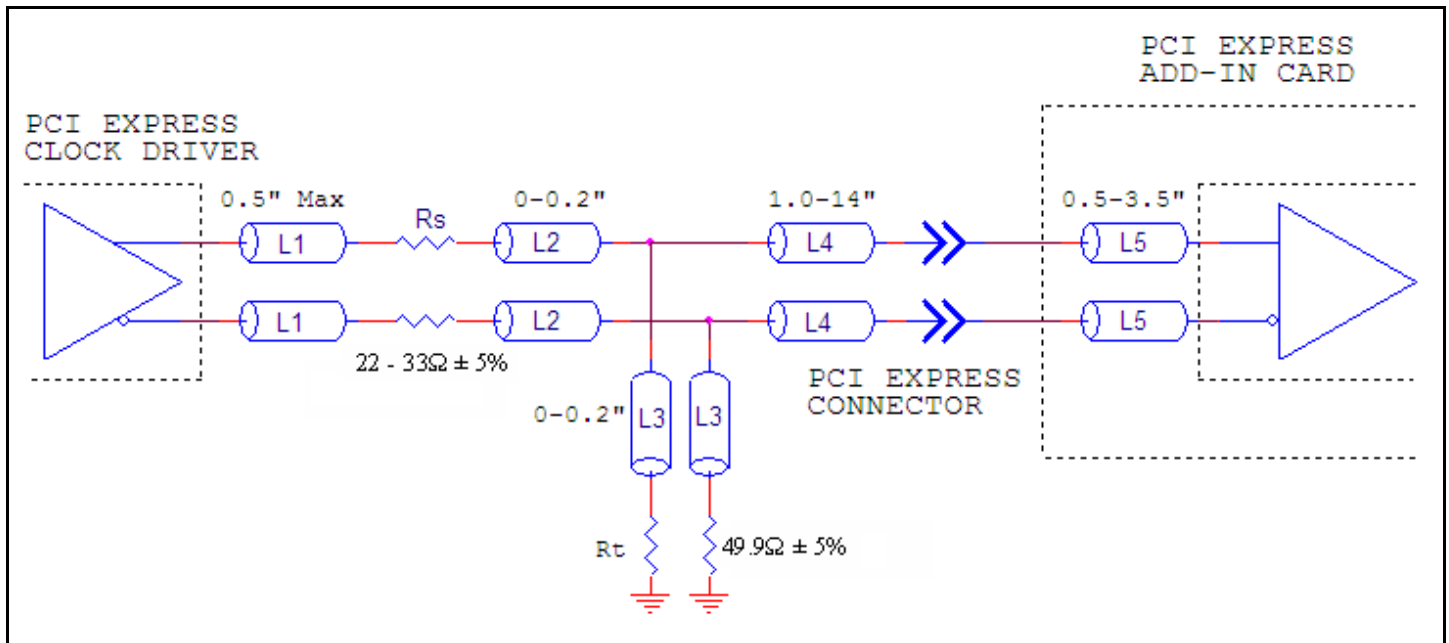 PCI EXPRESS
ADD-IN CARD
PCI EXPRESS
CLOCK DRIVER
0.5" Max
Rs
0-0.2"
1.0-14"
0.5-3.5"
L1
L2
L4
L5
L1
L2
L4
L5
22 - 33Ω ± 5%
PCI EXPRESS
CONNECTOR
0-0.2"
L3
L3
Rt
49.9Ω ± 5%